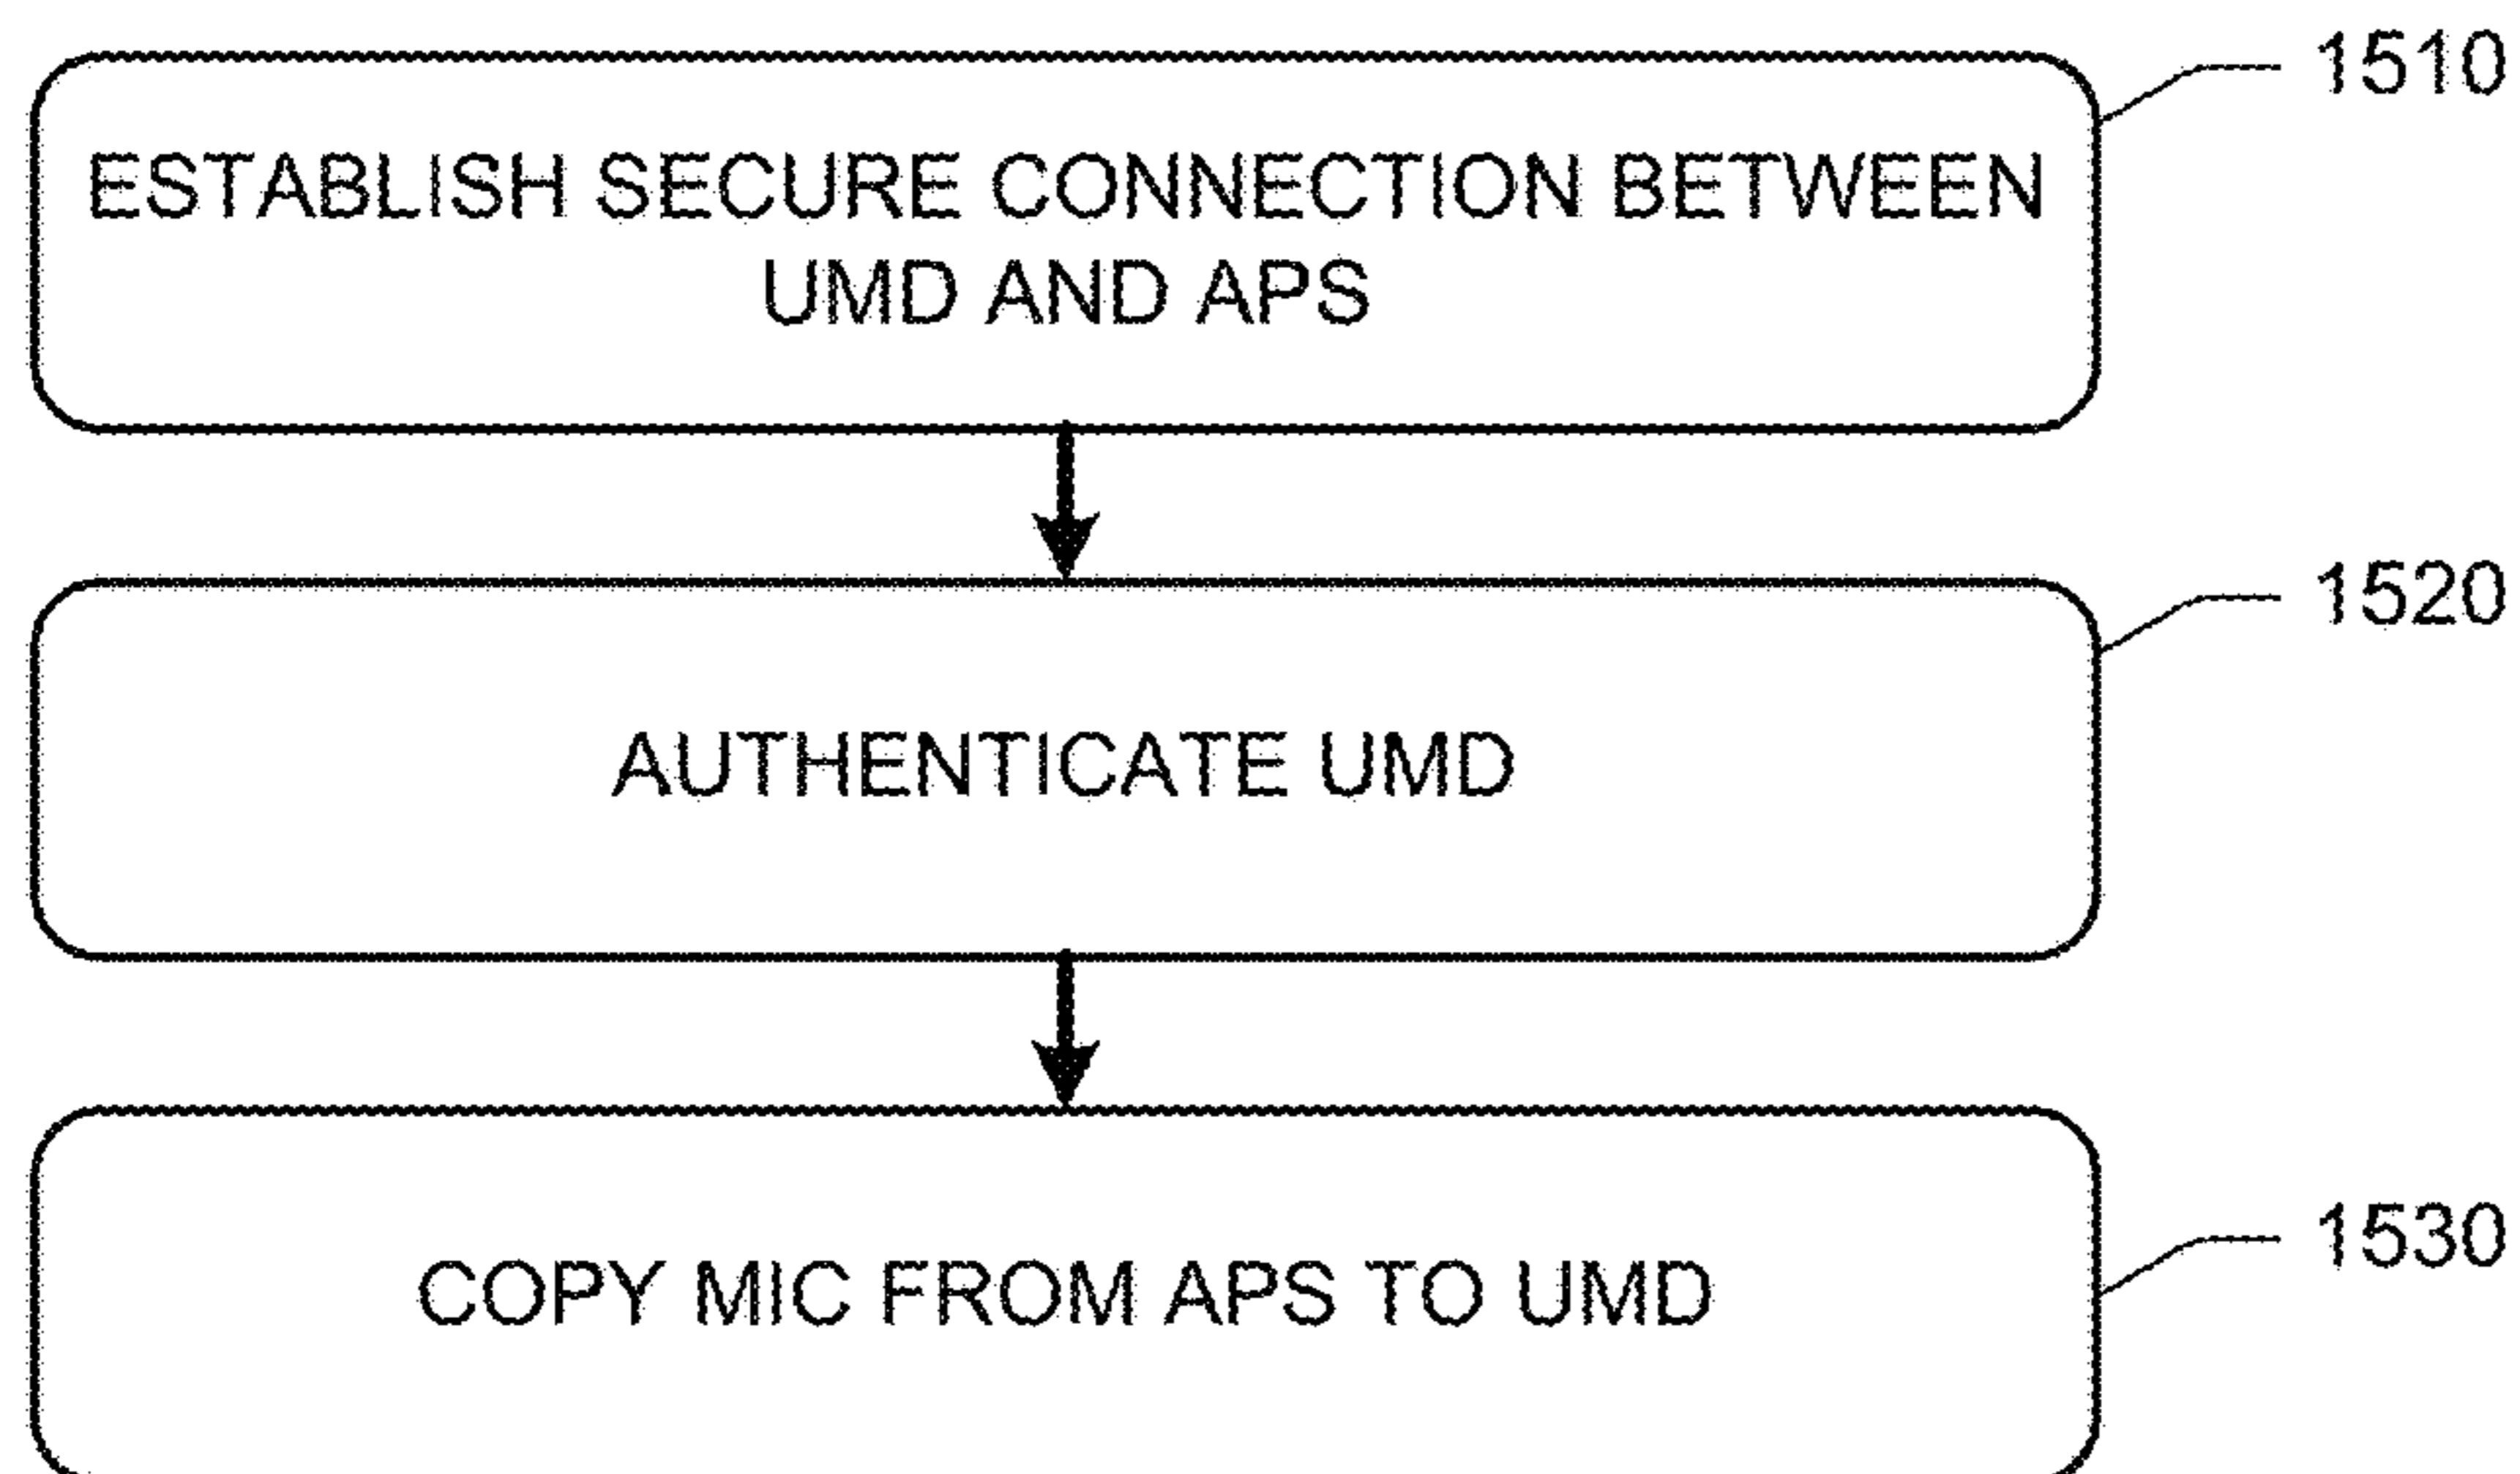 1510
ESTABLISH SECURE CONNECTION BETWEEN
UMD AND APS
1520
AUTHENTICATE UMD
1530
COPY MIC FROM APS TO UMD